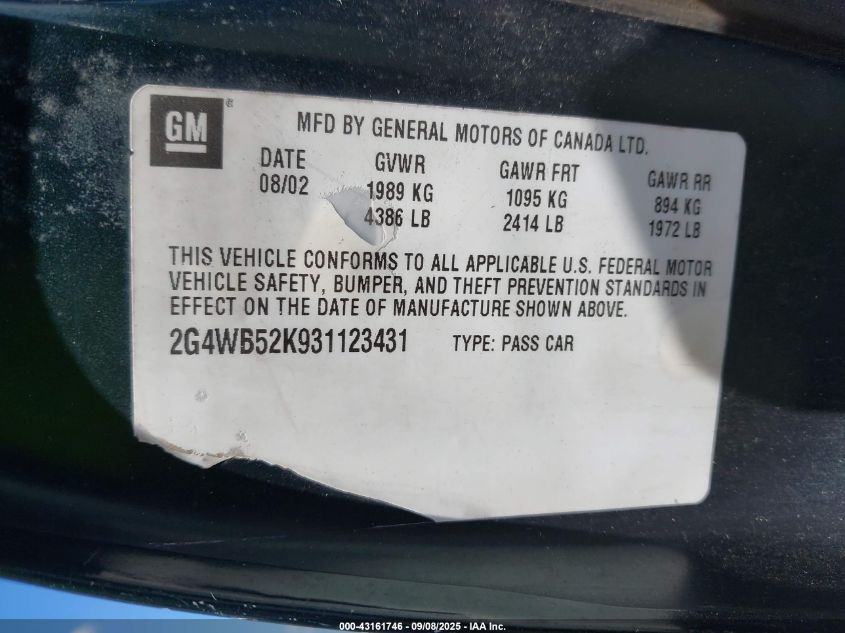 GM ®
MFD BY GENERAL MOTORS OF CANADA LTD.
DATE GVWR GAWR FRT GAWR RR
08/02 1989 KG 1095 KG 894 KG
4386 LB 2414 LB 1972 LB
THIS VEHICLE CONFORMS TO ALL APPLICABLE U.S. FEDERAL MOTOR
VEHICLE SAFETY, BUMPER, AND THEFT PREVENTION STANDARDS IN
EFFECT ON THE DATE OF MANUFACTURE SHOWN ABOVE.
2G4WB52K931123431 TYPE: PASS CAR
000-43161746 - 09/08/2025 - IAA Inc.